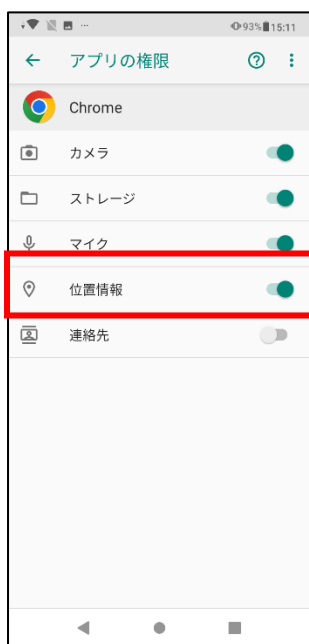 … 93% 15:11
アプリの権限
Chrome
カメラ
ストレージ
マイク
位置情報
連絡先